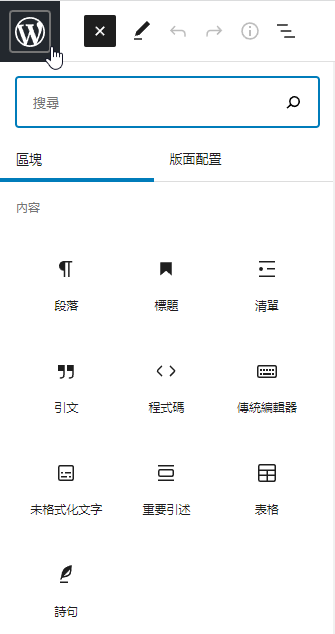 搜尋
區塊
版面配置
內容
段落
標題
清單
引文
程式碼
傳統編輯器
未格式化文字
重要引述
表格
詩句